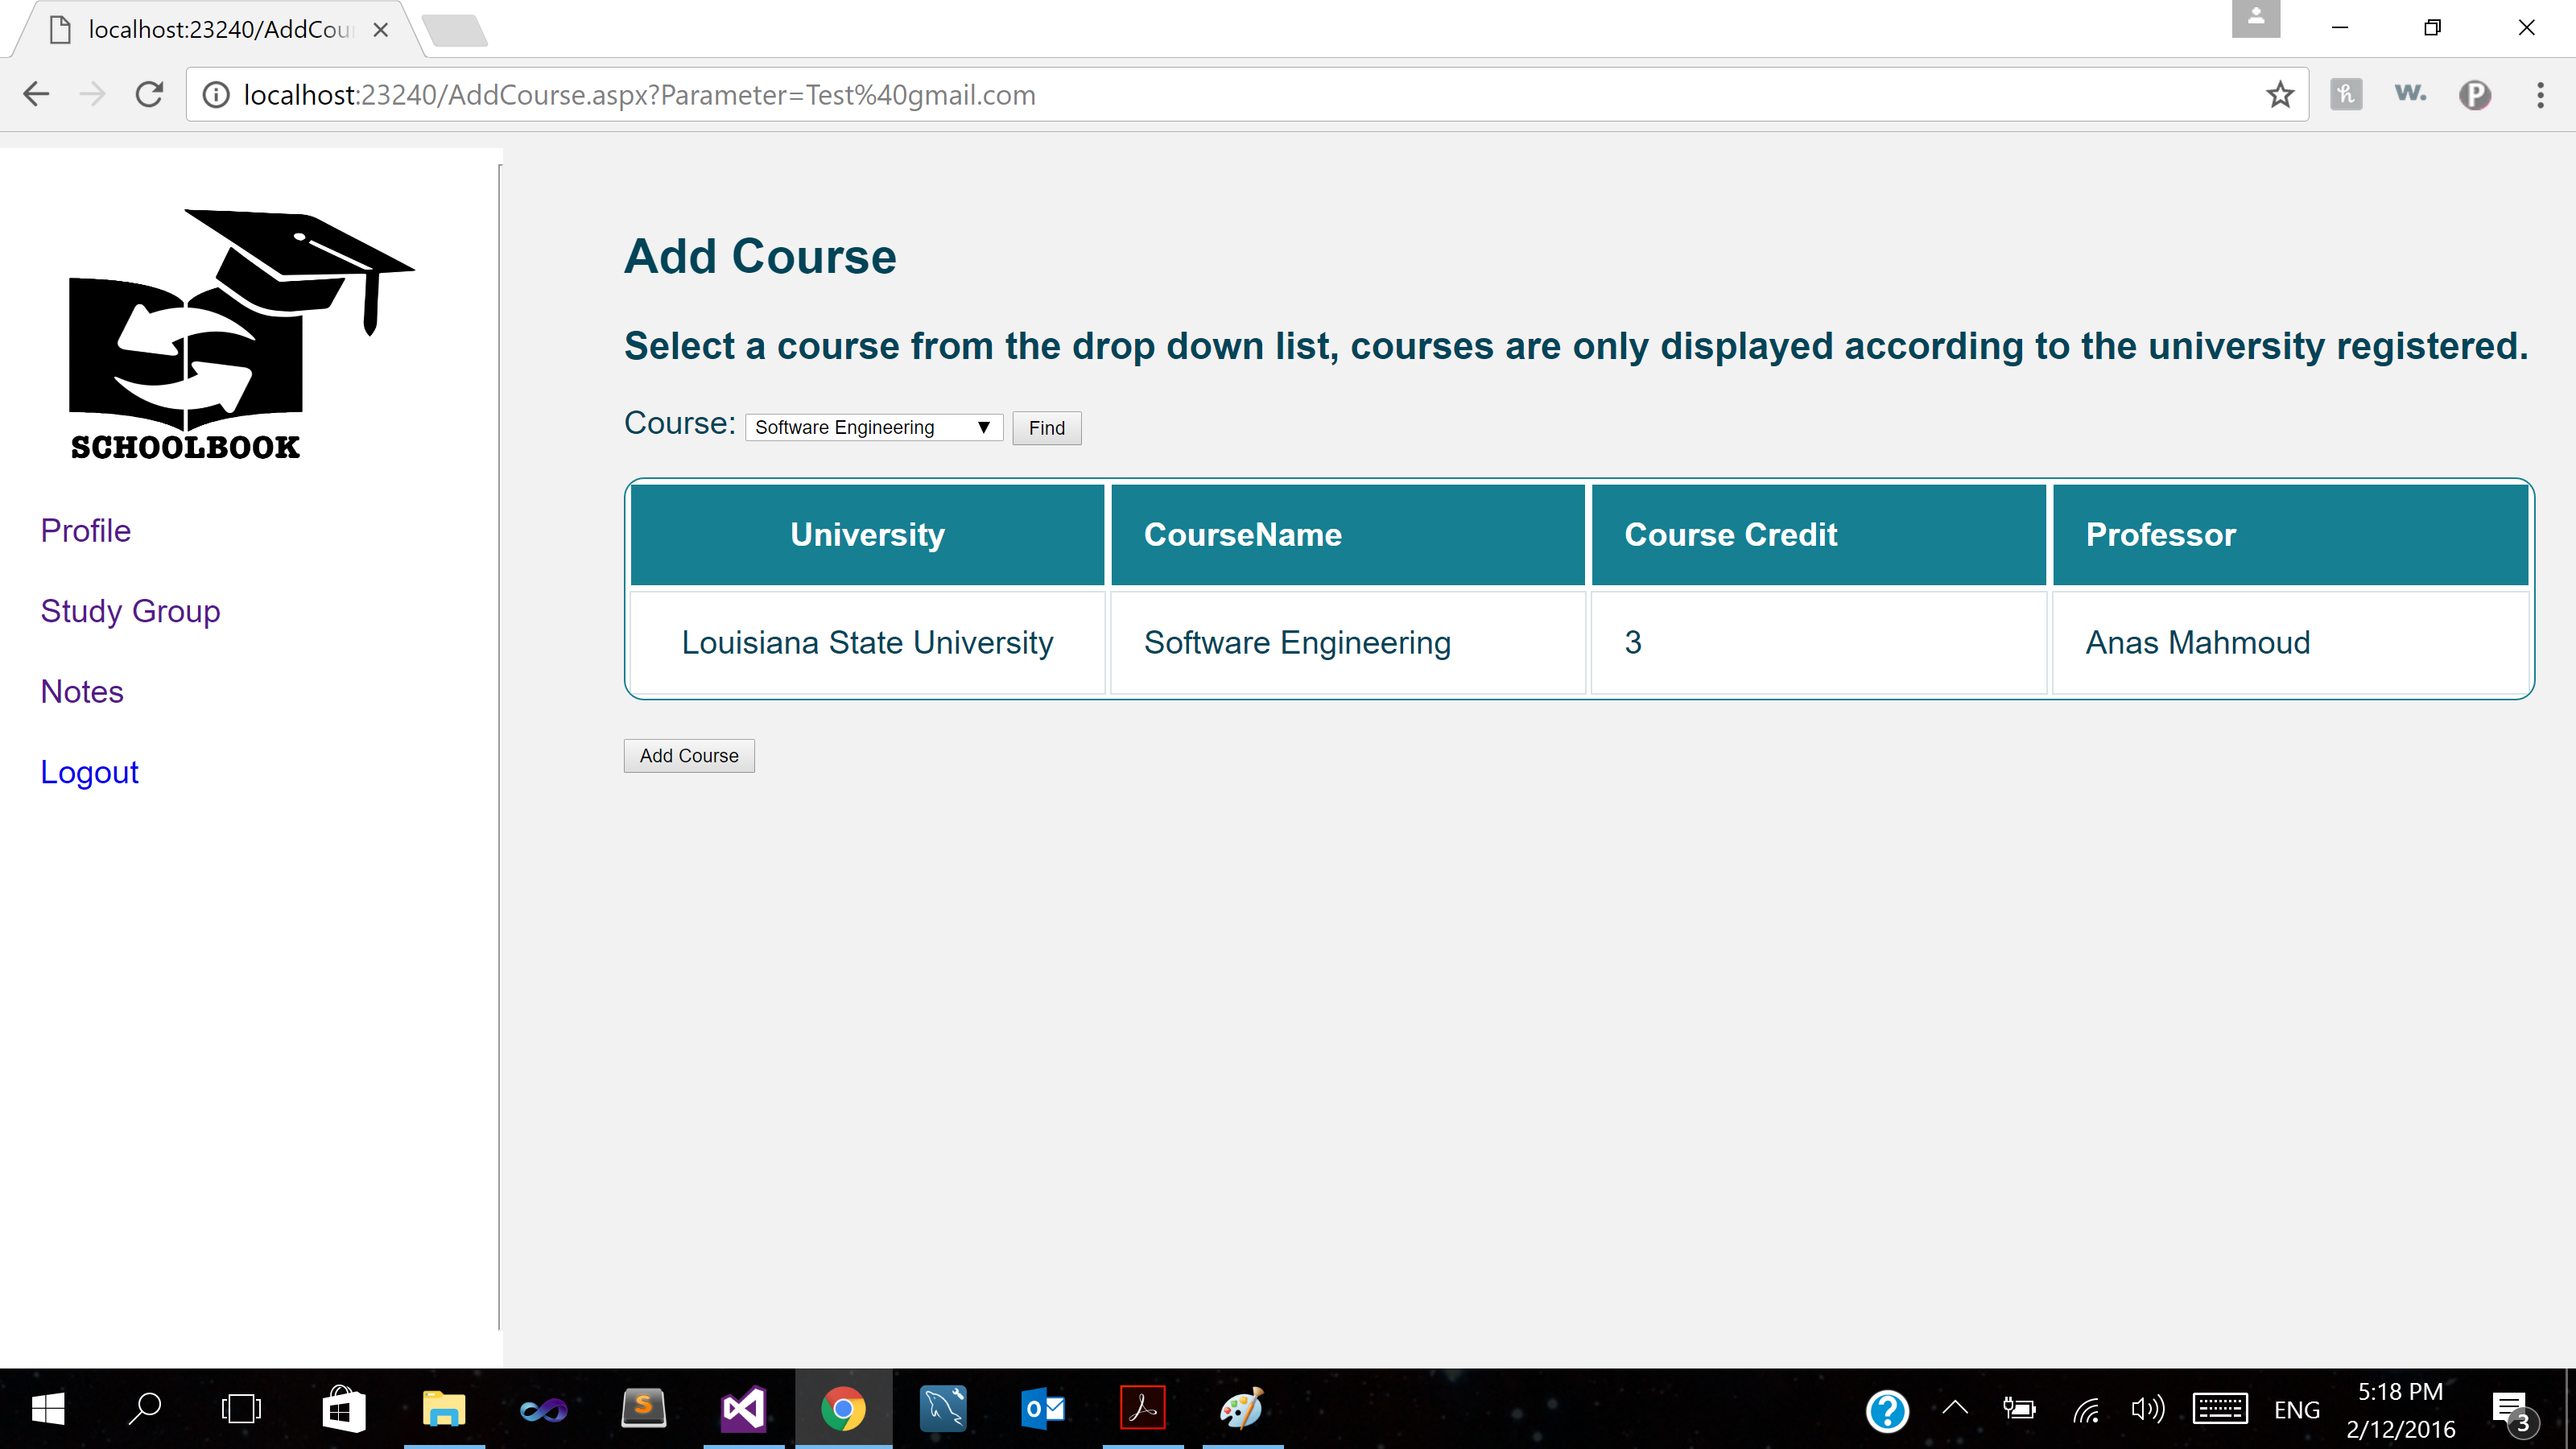 localhost:23240/AddCou
localhost:23240/AddCourse.aspx?Parameter=Test%40gmail.com
SCHOOLBOOK
Profile
Study Group
Notes
Logout
Add Course
Select a course from the drop down list, courses are only displayed according to the university registered.
Course: Software Engineering Find
University CourseName Course Credit Professor
Louisiana State University Software Engineering 3 Anas Mahmoud
Add Course
ENG
5:18 PM
2/12/2016
3